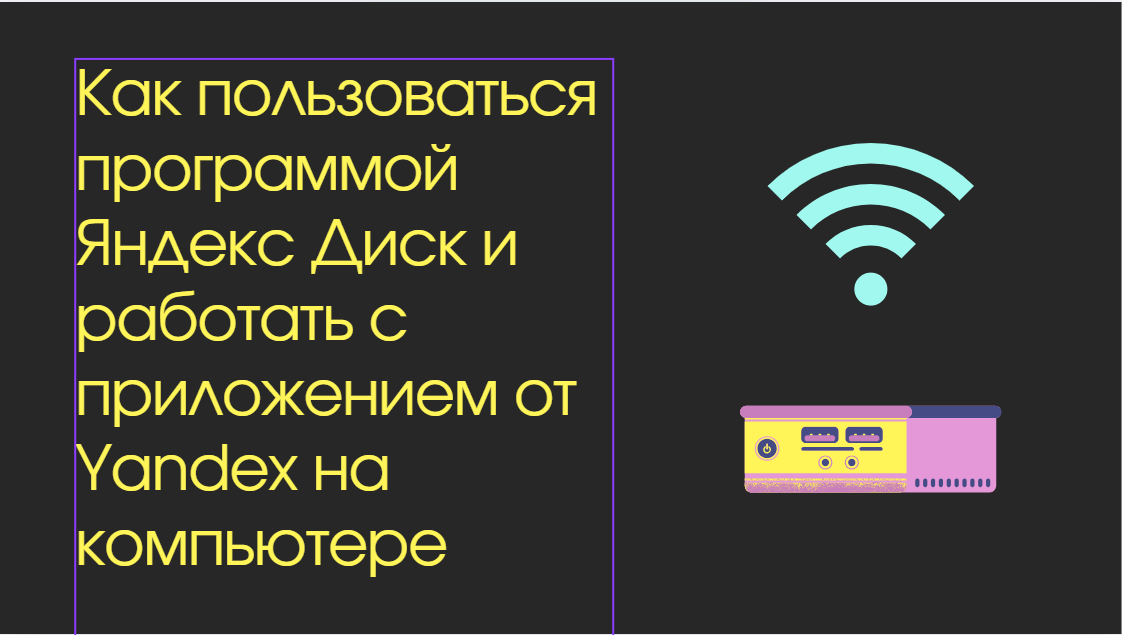 Как пользоваться
программой
Яндекс Диск и
работать с
приложением от
Yandex на
компьютере